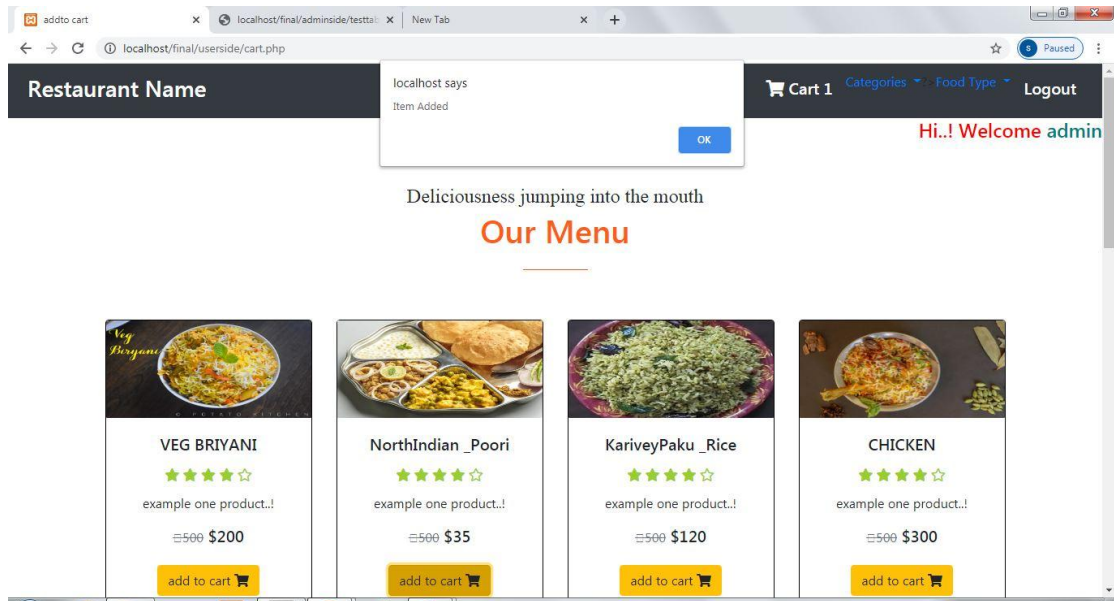 addto cart
localhost/final/adminside/testtab
New Tab
localhost/final/userside/cart.php
s Paused
Restaurant Name
localhost says
Item Added
OK
Cart 1
Categories
Food Type
Logout
Hi..! Welcome admin
Deliciousness jumping into the mouth
Our Menu
Veg
Biryani
VEG BRIYANI
example one product..!
500 $200
add to cart
NorthIndian _Poori
example one product..!
500 $35
add to cart
KariveyPaku _Rice
example one product..!
500 $120
add to cart
CHICKEN
example one product..!
500 $300
add to cart